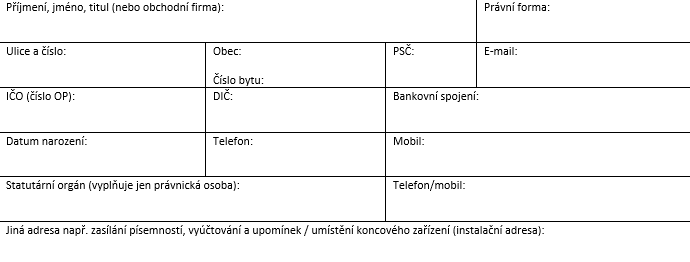 Příjmení, jméno, titul (nebo obchodní firma):
Právní forma:
Ulice a číslo:
Obec:
PSČ:
E-mail:
Číslo bytu:
IČO (číslo OP):
DIČ:
Bankovní spojení:
Datum narození:
Telefon:
Mobil:
Statutární orgán (vyplňuje jen právnická osoba):
Telefon/mobil:
Jiná adresa např. zasílání písemností, vyúčtování a upomínek / umístění koncového zařízení (instalační adresa):